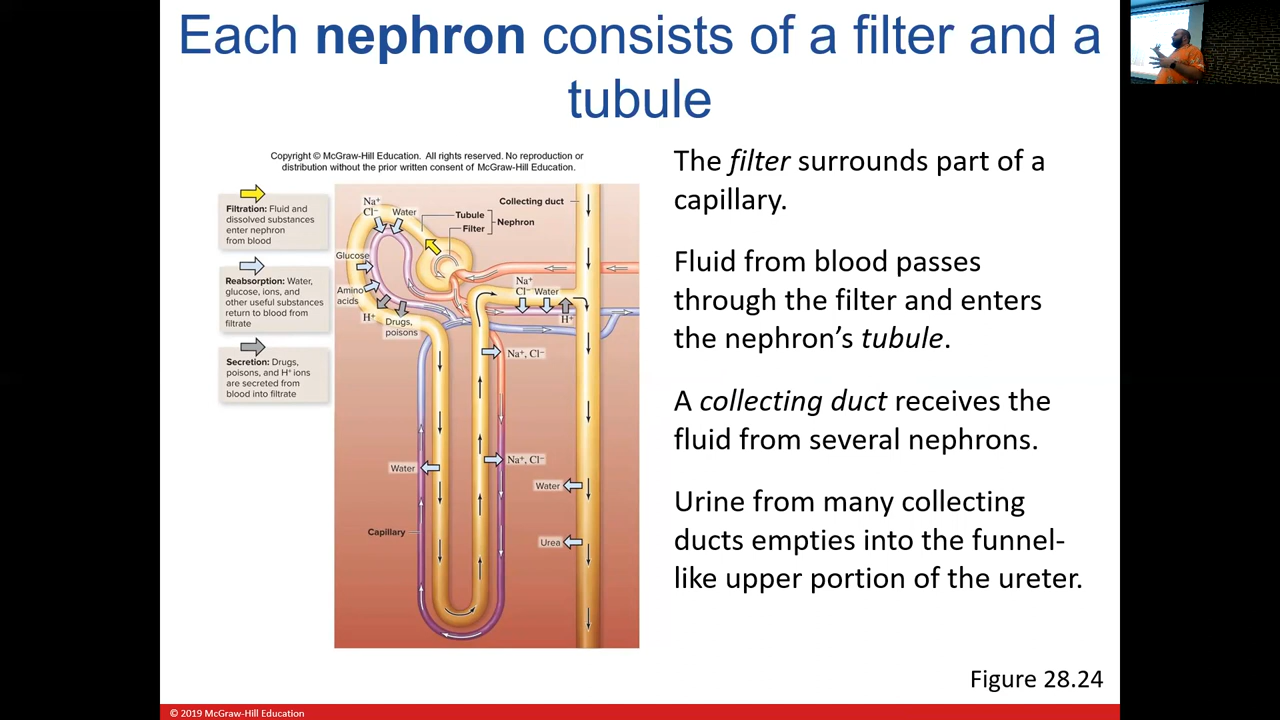 Each nephron consists of a filter and a
tubule
Copyright © McGraw-Hill Education. All rights reserved. No reproduction or
distribution without the prior written consent of McGraw-Hill Education.
Filtration: Fluid and
dissolved substances
enter nephron
from blood
Reabsorption: Water,
glucose, ions, and
other useful substances
return to blood from
filtrate
Secretion: Drugs,
poisons, and H⁺ ions
are secreted from
blood into filtrate
Na⁺
Cl⁻
Water
Tubule
Filter
Nephron
Collecting duct
Glucose
Amino
acids
H⁺
Drugs,
poisons
Na⁺
Cl⁻ Water
H⁺
Na⁺, Cl⁻
Water
Na⁺, Cl⁻
Water
Capillary
Urea
The filter surrounds part of a
capillary.
Fluid from blood passes
through the filter and enters
the nephron’s tubule.
A collecting duct receives the
fluid from several nephrons.
Urine from many collecting
ducts empties into the funnel-
like upper portion of the ureter.
Figure 28.24
© 2019 McGraw-Hill Education